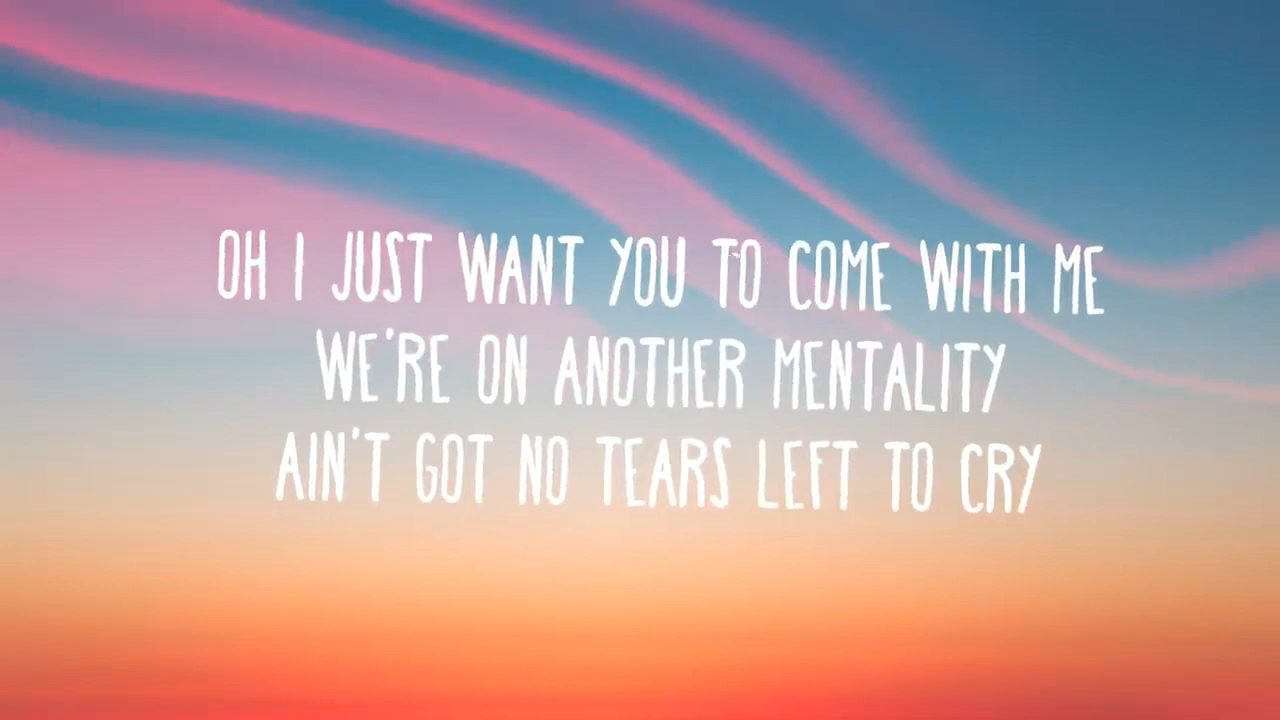 OH I JUST WANT YOU TO COME WITH ME
WE'RE ON ANOTHER MENTALITY
AIN'T GOT NO TEARS LEFT TO CRY